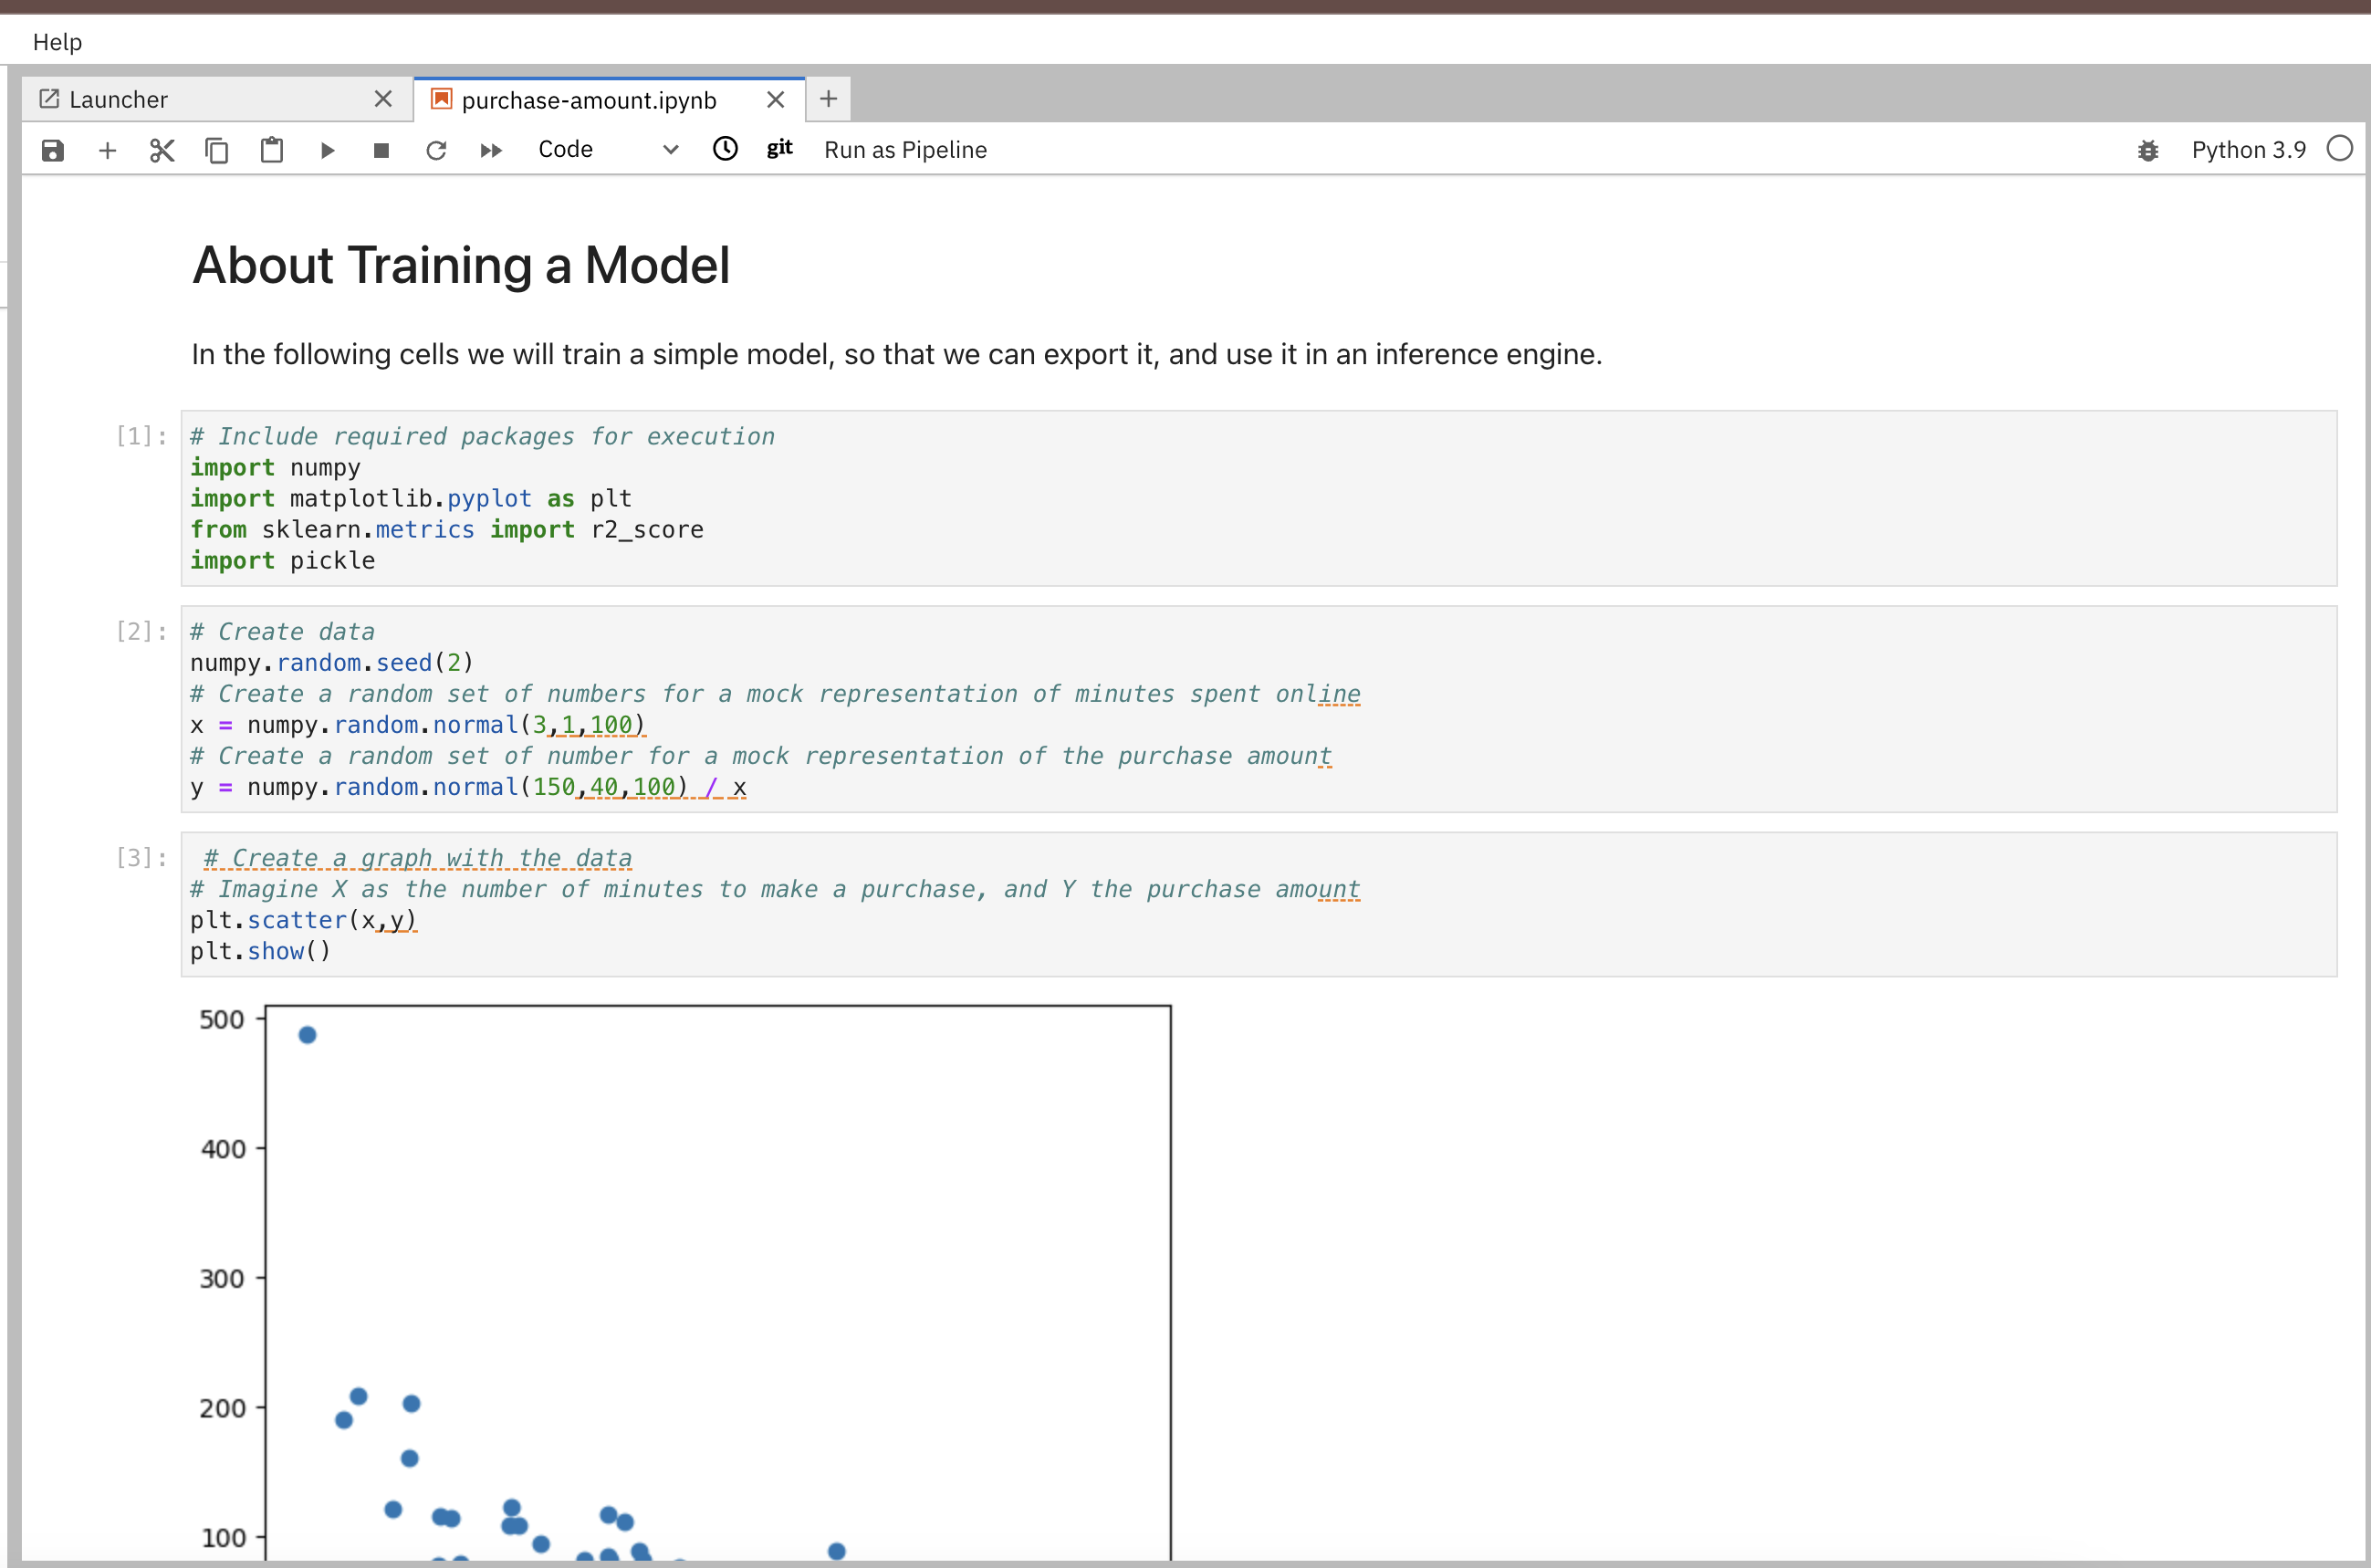 Help
Launcher
purchase-amount.ipynb
Code
git
Run as Pipeline
Python 3.9
About Training a Model
In the following cells we will train a simple model, so that we can export it, and use it in an inference engine.
[1]:
# Include required packages for execution
import numpy
import matplotlib.pyplot as plt
from sklearn.metrics import r2_score
import pickle
[2]:
# Create data
numpy.random.seed(2)
# Create a random set of numbers for a mock representation of minutes spent online
x = numpy.random.normal(3,1,100)
# Create a random set of number for a mock representation of the purchase amount
y = numpy.random.normal(150,40,100) / x
[3]:
# Create a graph with the data
# Imagine X as the number of minutes to make a purchase, and Y the purchase amount
plt.scatter(x,y)
plt.show()
500
400
300
200
100